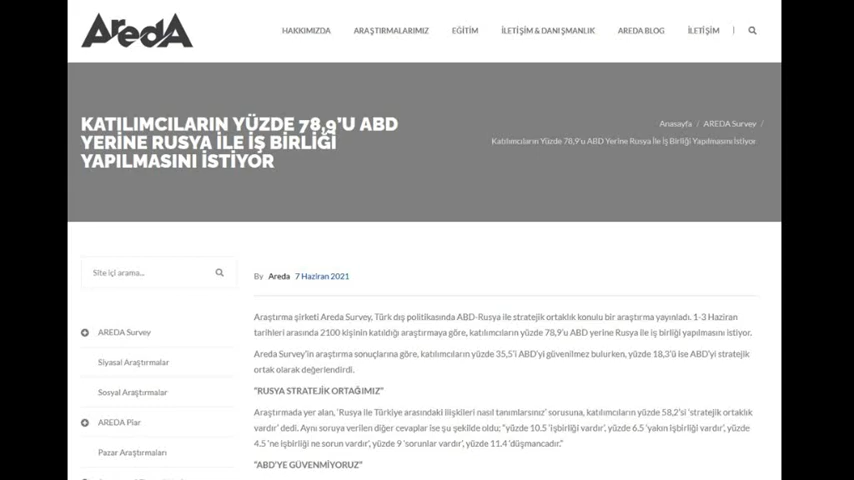 AredA
HAKKIMIZDA
ARAŞTIRMALARIMIZ
EĞİTİM
İLETİŞİM & DANIŞMANLIK
AREDA BLOG
İLETİŞİM
KATILIMCILARIN YÜZDE 78,9'U ABD
YERİNE RUSYA İLE İŞ BİRLİĞİ
YAPILMASINI İSTİYOR
Anasayfa / AREDA Survey /
Katılımcıların Yüzde 78,9'u ABD Yerine Rusya İle İş Birliği Yapılmasını İstiyor
Site içi arama...
AREDA Survey
Siyasal Araştırmalar
Sosyal Araştırmalar
AREDA Piar
Pazar Araştırmaları
By Areda 7 Haziran 2021
Araştırma şirketi Areda Survey, Türk dış politikasında ABD-Rusya ile stratejik ortaklık konulu bir araştırma yayınladı. 1-3 Haziran
tarihleri arasında 2100 kişinin katıldığı araştırmaya göre, katılımcıların yüzde 78,9'u ABD yerine Rusya ile iş birliği yapılmasını istiyor.
Areda Survey'in araştırma sonuçlarına göre, katılımcıların yüzde 35,5'i ABD'yi güvenilmez bulurken, yüzde 18,3'ü ise ABD'yi stratejik
ortak olarak değerlendirdi.
"RUSYA STRATEJİK ORTAĞIMIZ"
Araştırmada yer alan, 'Rusya ile Türkiye arasındaki ilişkileri nasıl tanımlarsınız' sorusuna, katılımcıların yüzde 58,2'si 'stratejik ortaklık
vardır' dedi. Aynı soruya verilen diğer cevaplar ise şu şekilde oldu; "yüzde 10.5 'işbirliği vardır', yüzde 6.5 'yakın işbirliği vardır', yüzde
4.5 'ne işbirliği ne sorun vardır', yüzde 9 'sorunlar vardır', yüzde 11.4 'düşmancadır.'"
"ABD'YE GÜVENMİYORUZ"